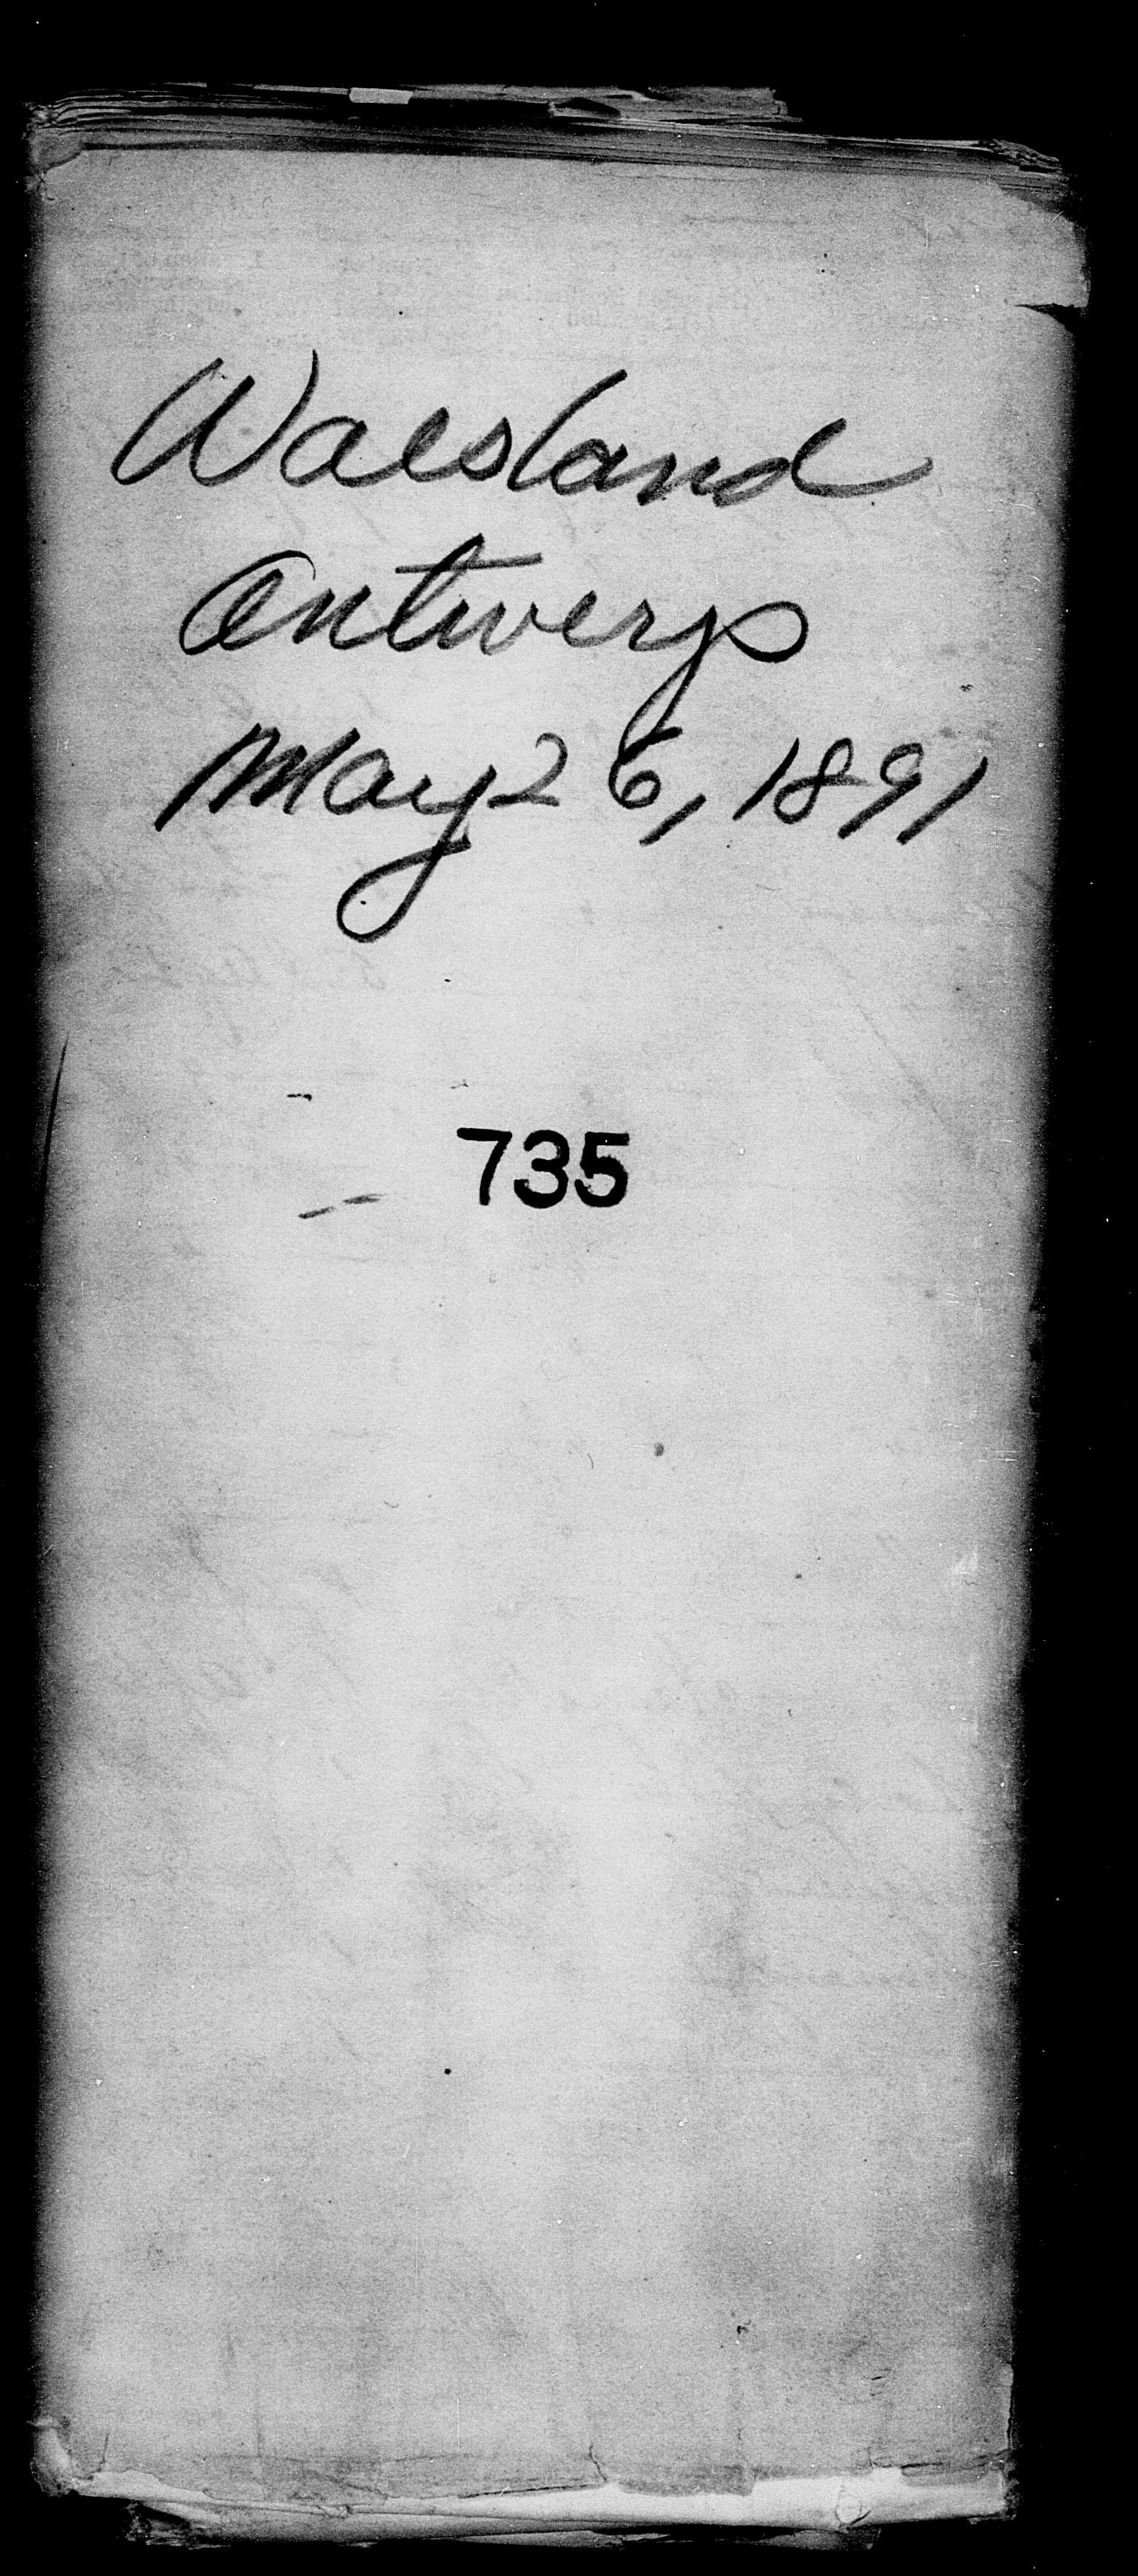 Waesland
Antwerp
May 26, 1891
735